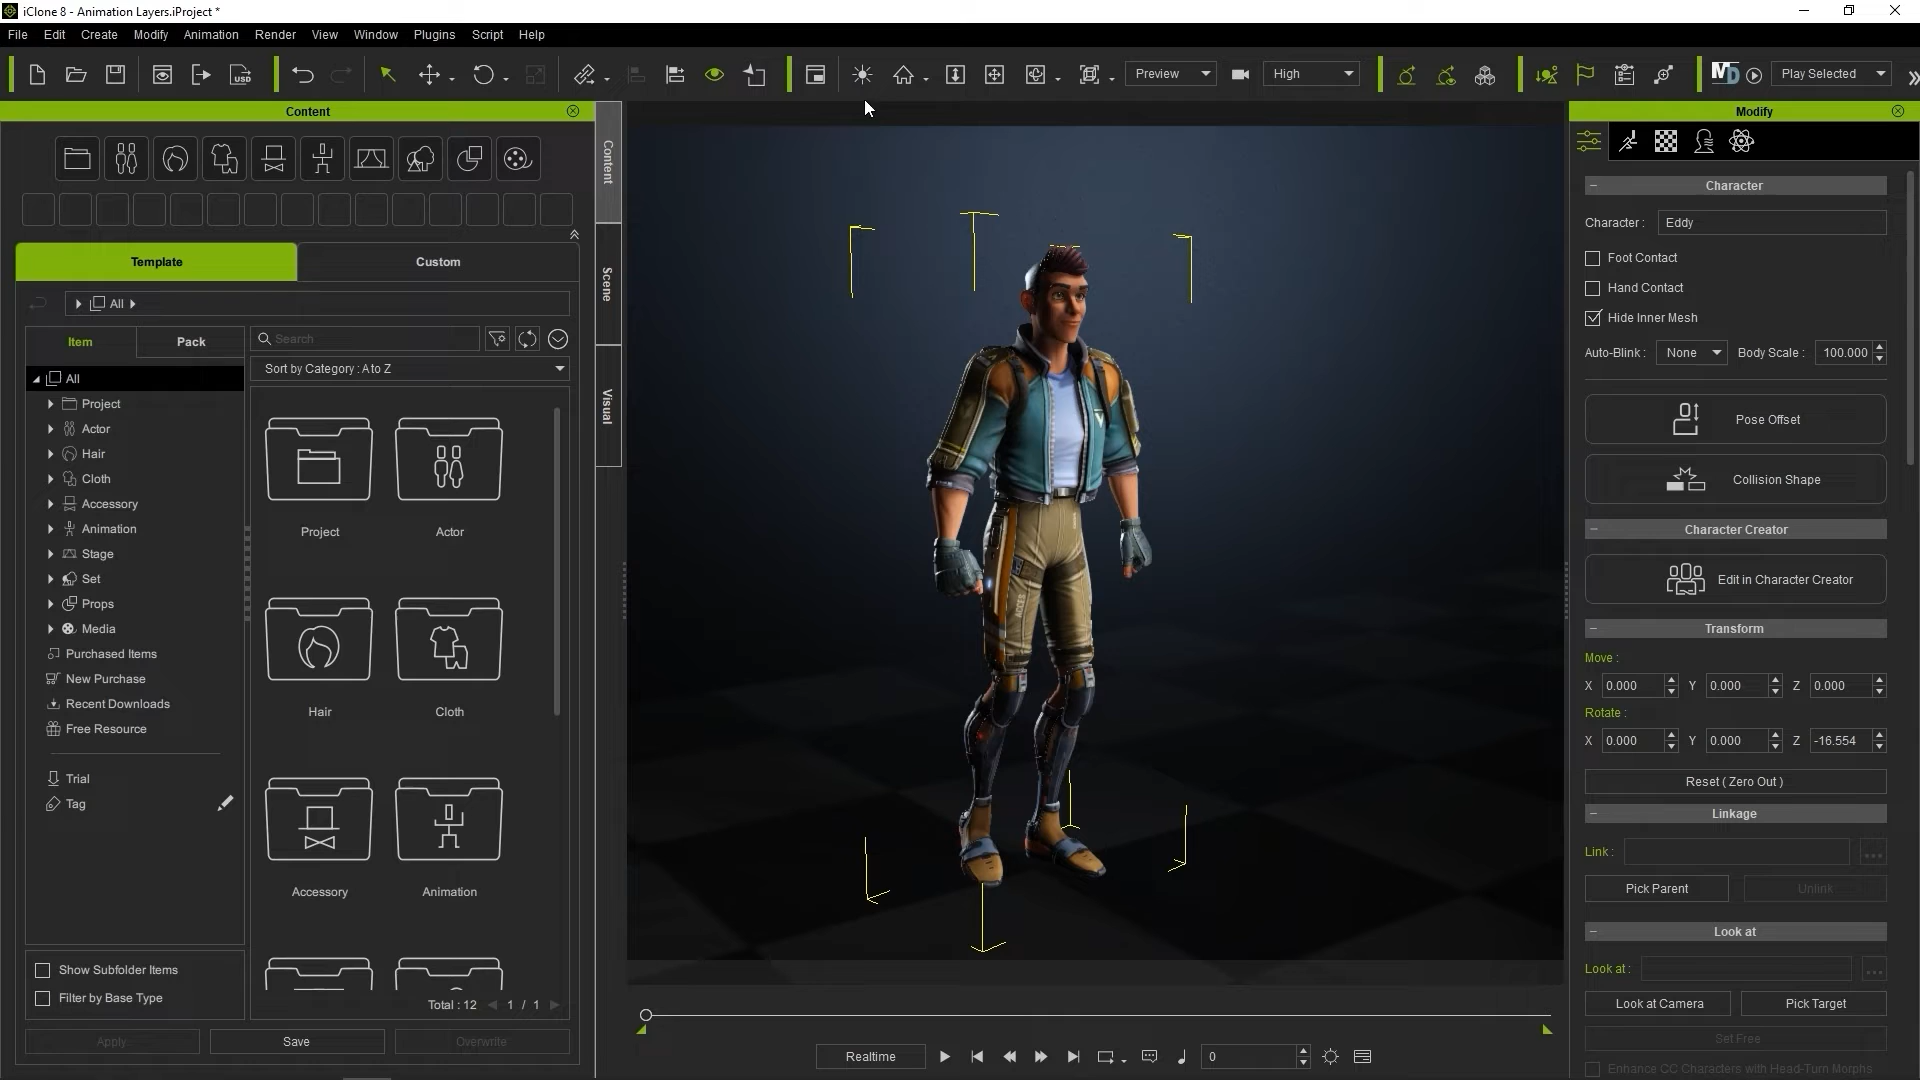 iClone 8 - Animation Layers.iProject *
File Edit Create Modify Animation Render View Window Plugins Script Help
USD Preview High MD Play Selected
Content
Modify
Content
Scene
Visual
Template Custom
All
Item Pack Search
Sort by Category : A to Z
All
Project
Actor
Hair
Cloth
Accessory
Animation
Stage
Set
Props
Media
Purchased Items
New Purchase
Recent Downloads
Free Resource
Trial
Tag
Project Actor
Hair Cloth
Accessory Animation
Show Subfolder Items
Filter by Base Type
Total : 12 1 / 1
Apply Save Overwrite
ACCES
Realtime 0
Character
Character : Eddy
Foot Contact
Hand Contact
Hide Inner Mesh
Auto-Blink : None Body Scale : 100.000
Pose Offset
Collision Shape
Character Creator
Edit in Character Creator
Transform
Move :
X 0.000 Y 0.000 Z 0.000
Rotate :
X 0.000 Y 0.000 Z -16.554
Reset ( Zero Out )
Linkage
Link : ...
Pick Parent Unlink
Look at
Look at : ...
Look at Camera Pick Target
Set Free
Enhance CC Characters with Head-Turn Morphs